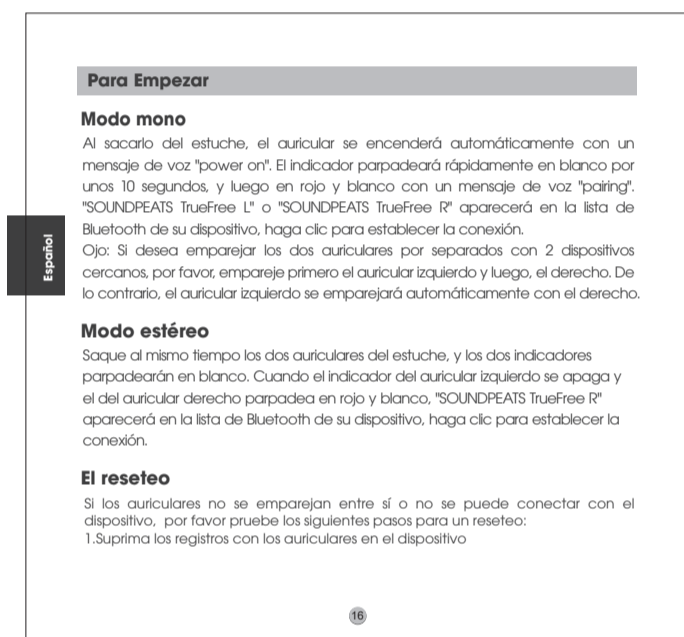 Para Empezar
Modo mono
Al sacarlo del estuche, el auricular se encenderá automáticamente con un
mensaje de voz "power on". El indicador parpadeará rápidamente en blanco por
unos 10 segundos, y luego en rojo y blanco con un mensaje de voz "pairing".
"SOUNDPEATS TrueFree L" o "SOUNDPEATS TrueFree R" aparecerá en la lista de
Bluetooth de su dispositivo, haga clic para establecer la conexión.
Ojo: Si desea emparejar los dos auriculares por separados con 2 dispositivos
cercanos, por favor, empareje primero el auricular izquierdo y luego, el derecho. De
lo contrario, el auricular izquierdo se emparejará automáticamente con el derecho.
Español
Modo estéreo
Saque al mismo tiempo los dos auriculares del estuche, y los dos indicadores
parpadearán en blanco. Cuando el indicador del auricular izquierdo se apaga y
el del auricular derecho parpadea en rojo y blanco, "SOUNDPEATS TrueFree R"
aparecerá en la lista de Bluetooth de su dispositivo, haga clic para establecer la
conexión.
El reseteo
Si los auriculares no se emparejan entre sí o no se puede conectar con el
dispositivo, por favor pruebe los siguientes pasos para un reseteo:
1.Suprima los registros con los auriculares en el dispositivo
16